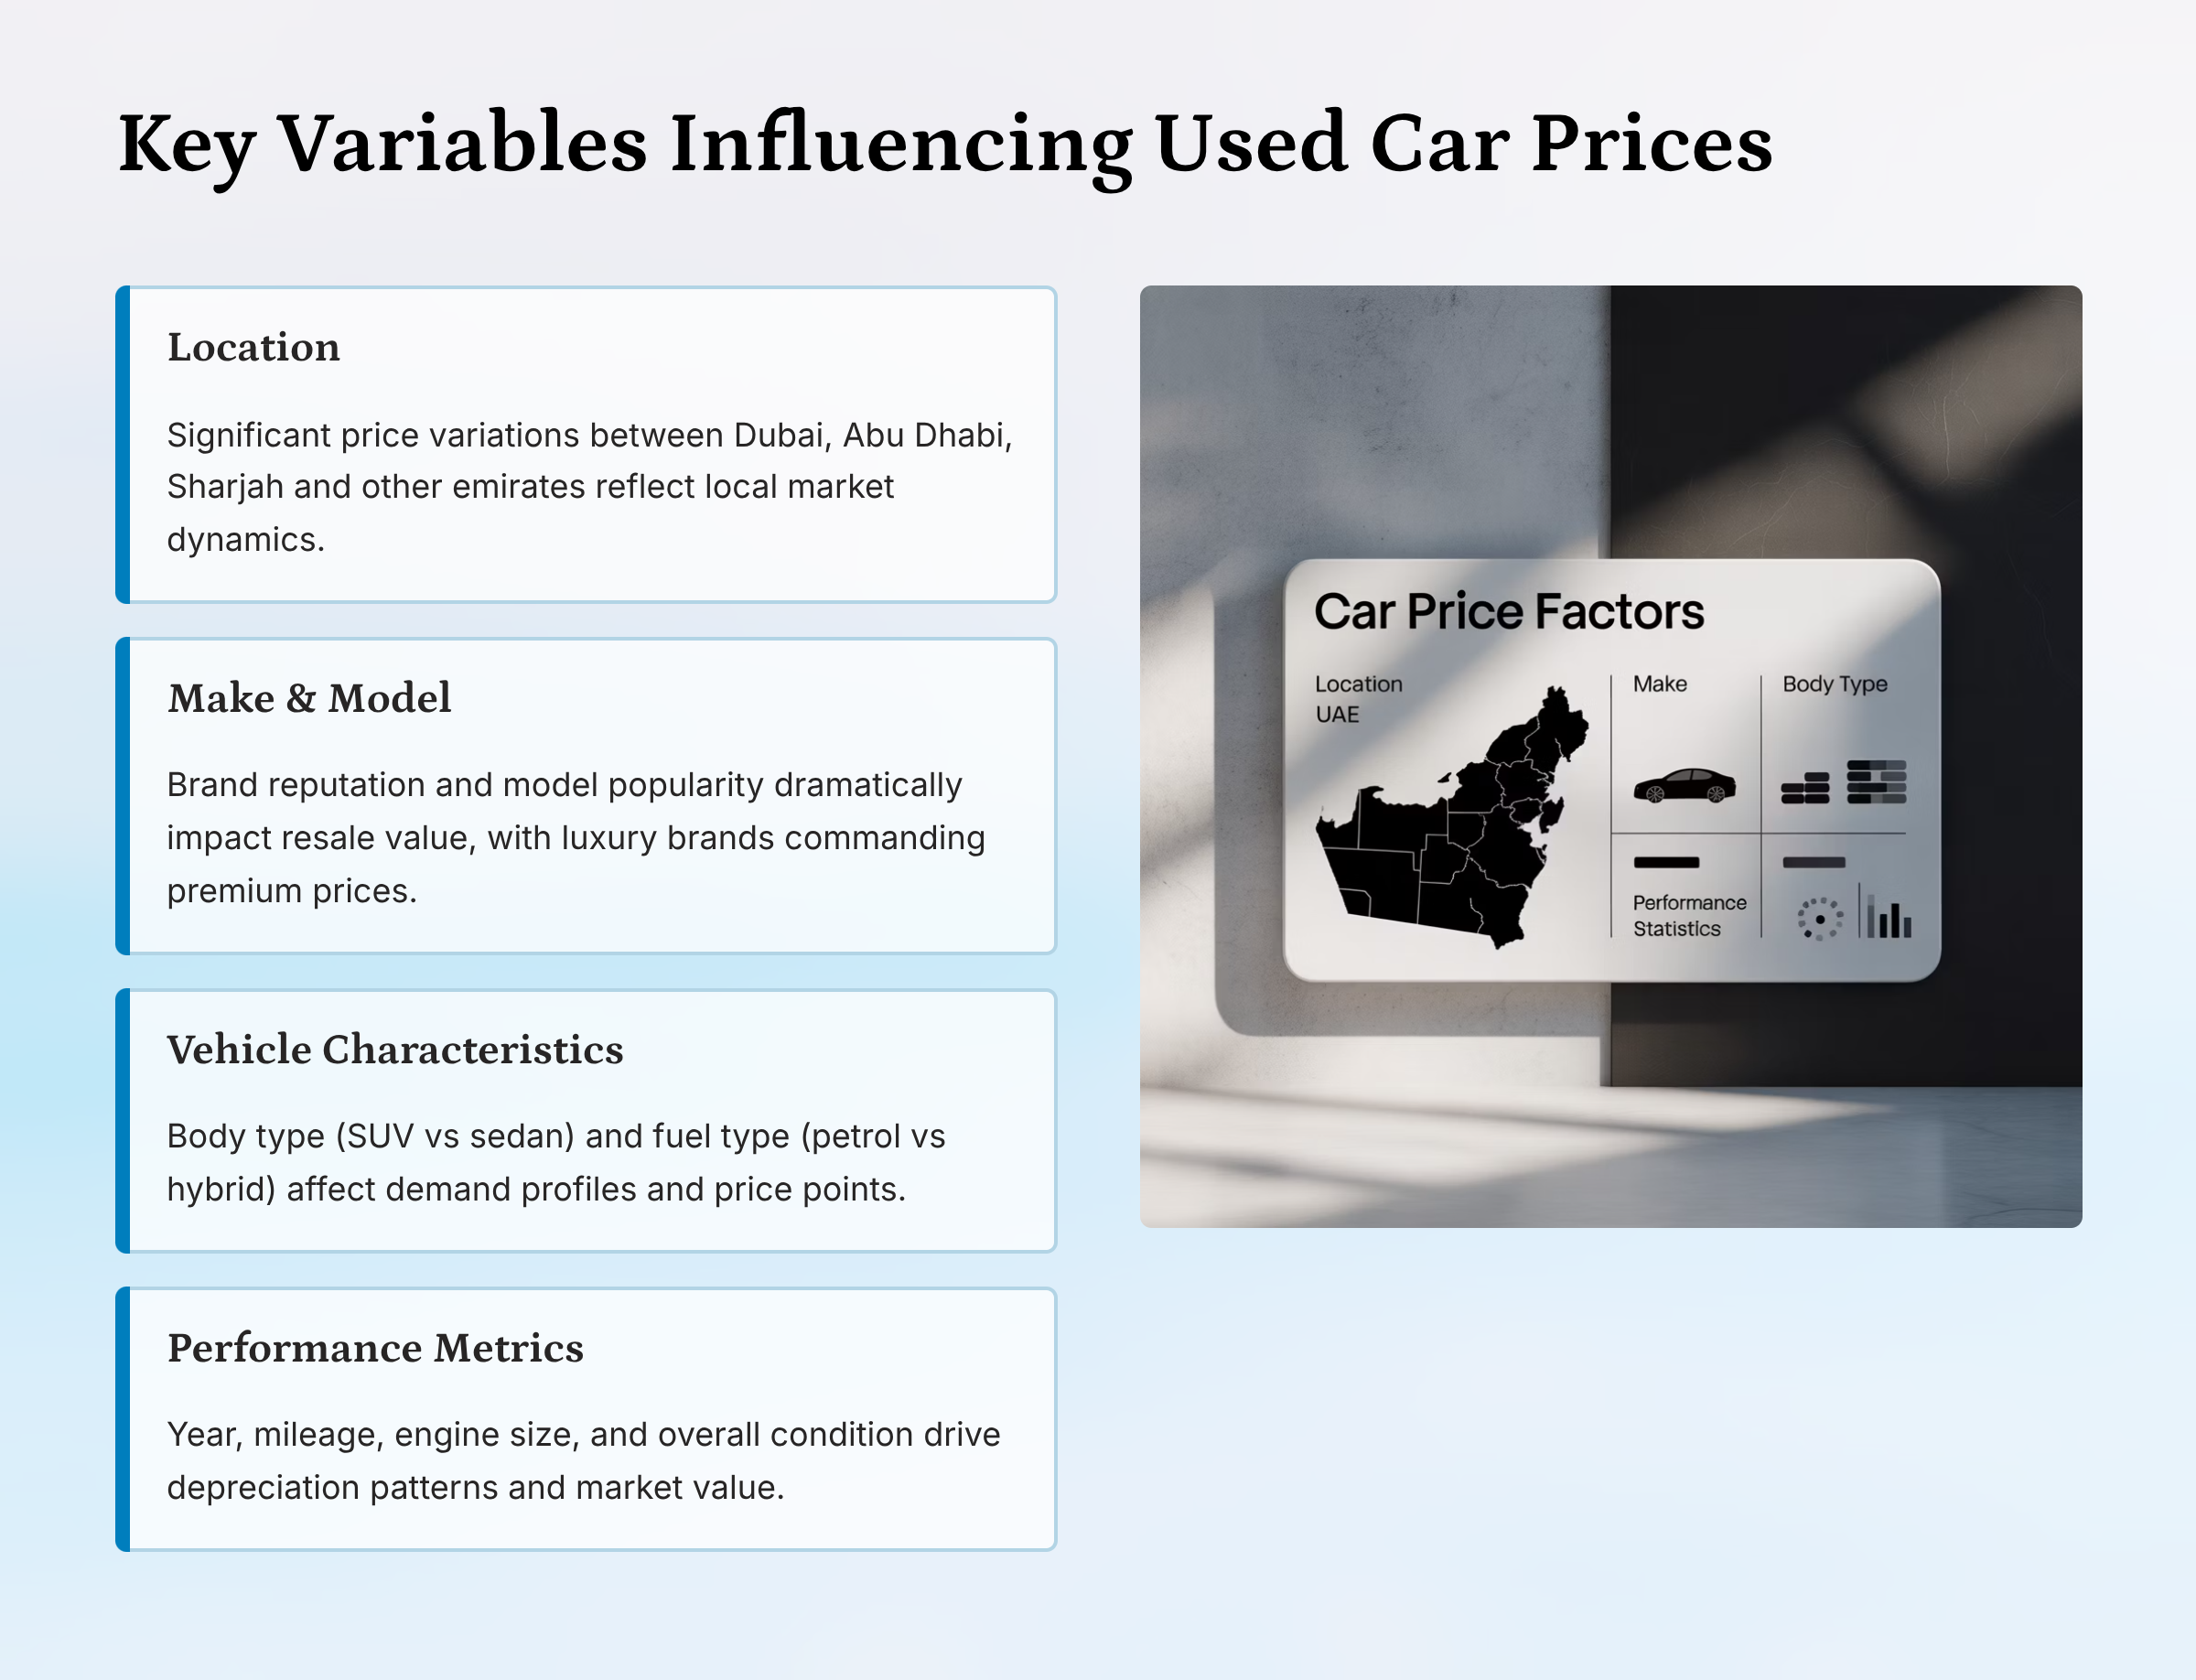 Key Variables Influencing Used Car Prices
Location
Significant price variations between Dubai, Abu Dhabi,
Sharjah and other emirates reflect local market
dynamics.
Make & Model
Brand reputation and model popularity dramatically
impact resale value, with luxury brands commanding
premium prices.
Vehicle Characteristics
Body type (SUV vs sedan) and fuel type (petrol vs
hybrid) affect demand profiles and price points.
Performance Metrics
Year, mileage, engine size, and overall condition drive
depreciation patterns and market value.
Car Price Factors
Location
UAE
Make
Body Type
Performance
Statistics